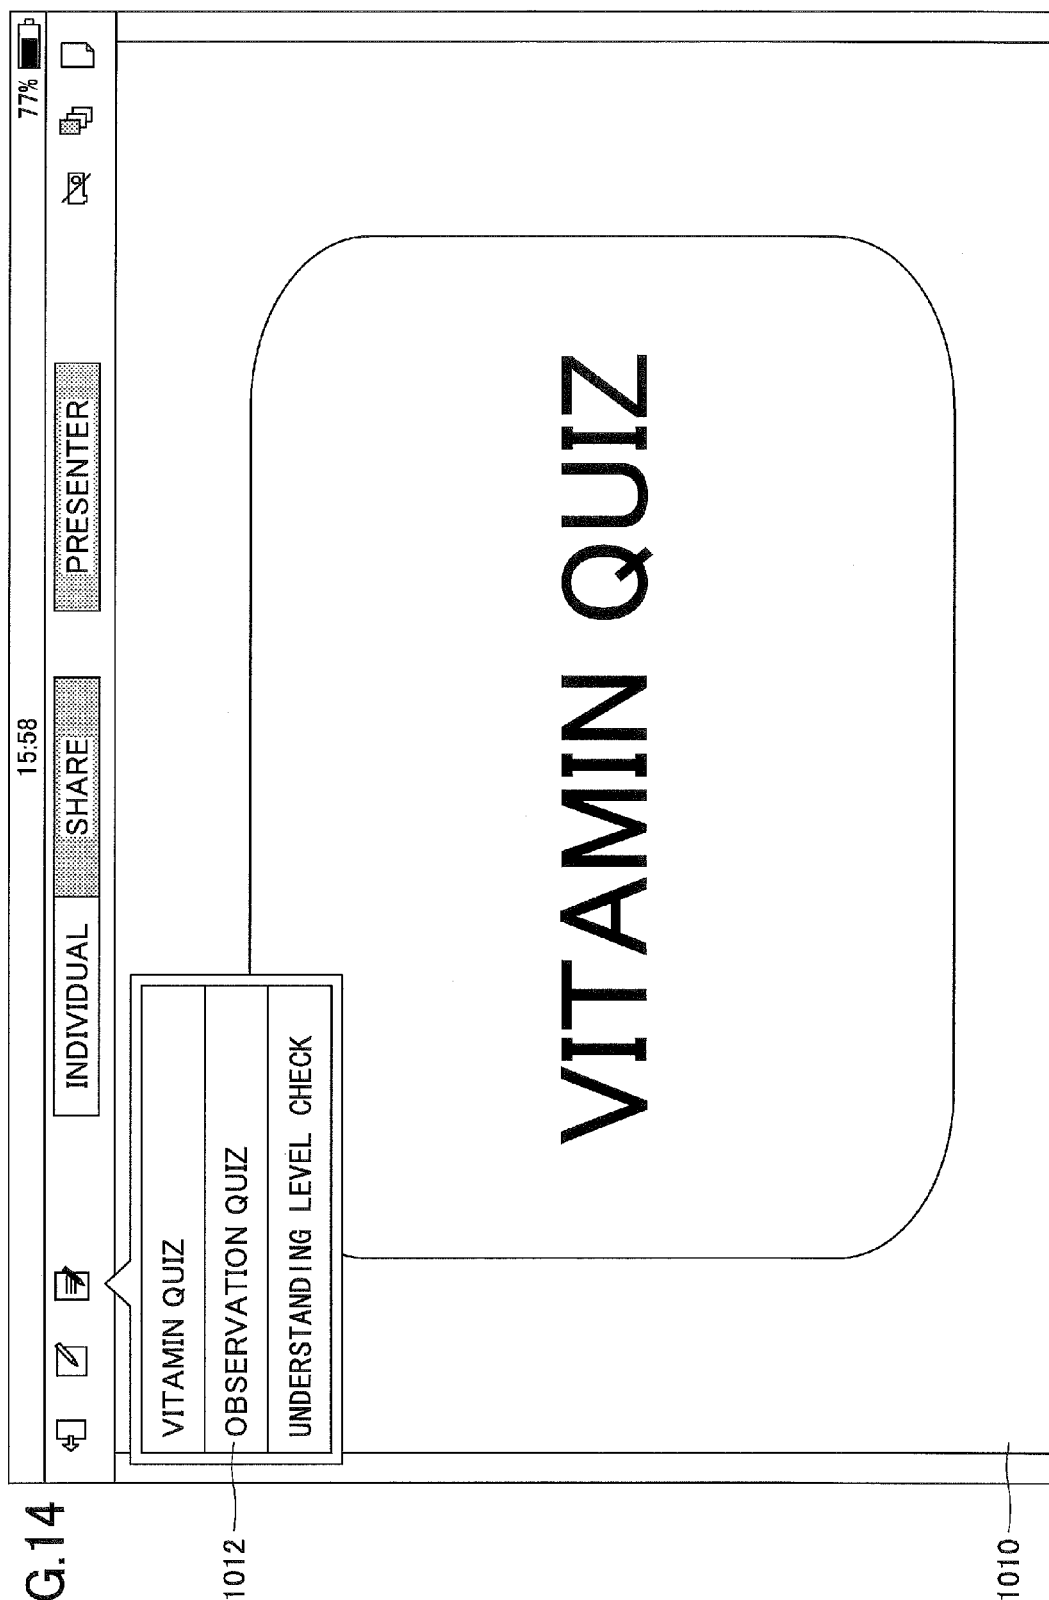 G.14
15:58
77%
INDIVIDUAL
SHARE
PRESENTER
VITAMIN QUIZ
OBSERVATION QUIZ
UNDERSTANDING LEVEL CHECK
VITAMIN QUIZ
1012
1010